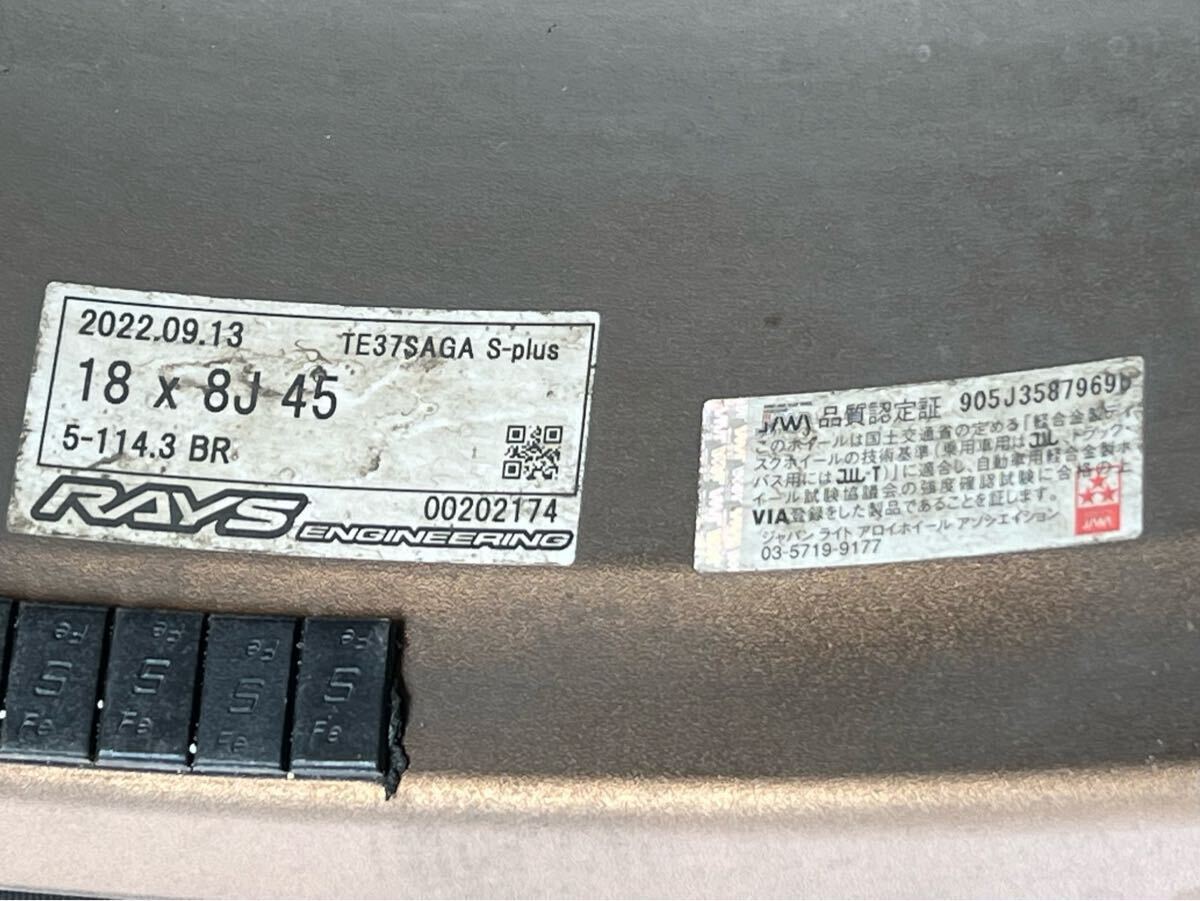 2022.09.13 TE37SAGA S-plus
18 x 8J 45
5-114.3 BR
RAYS ENGINEERING 00202174
JAWA 品質認定証 905J3587969b
このホイールは国土交通省の定める「軽合金製ディ
スクホイールの技術基準(乗用車用はJWL・トラック・
バス用にはJWL-T)」に適合し、自動車用軽合金製ホ
イール試験協議会の強度確認試験に合格の上
VIA登録をした製品であることを証します。
ジャパン ライト アロイホイール アソシエイション
03-5719-9177
JAWA
Fe S Fe
Fe S Fe
Fe S Fe
Fe S Fe